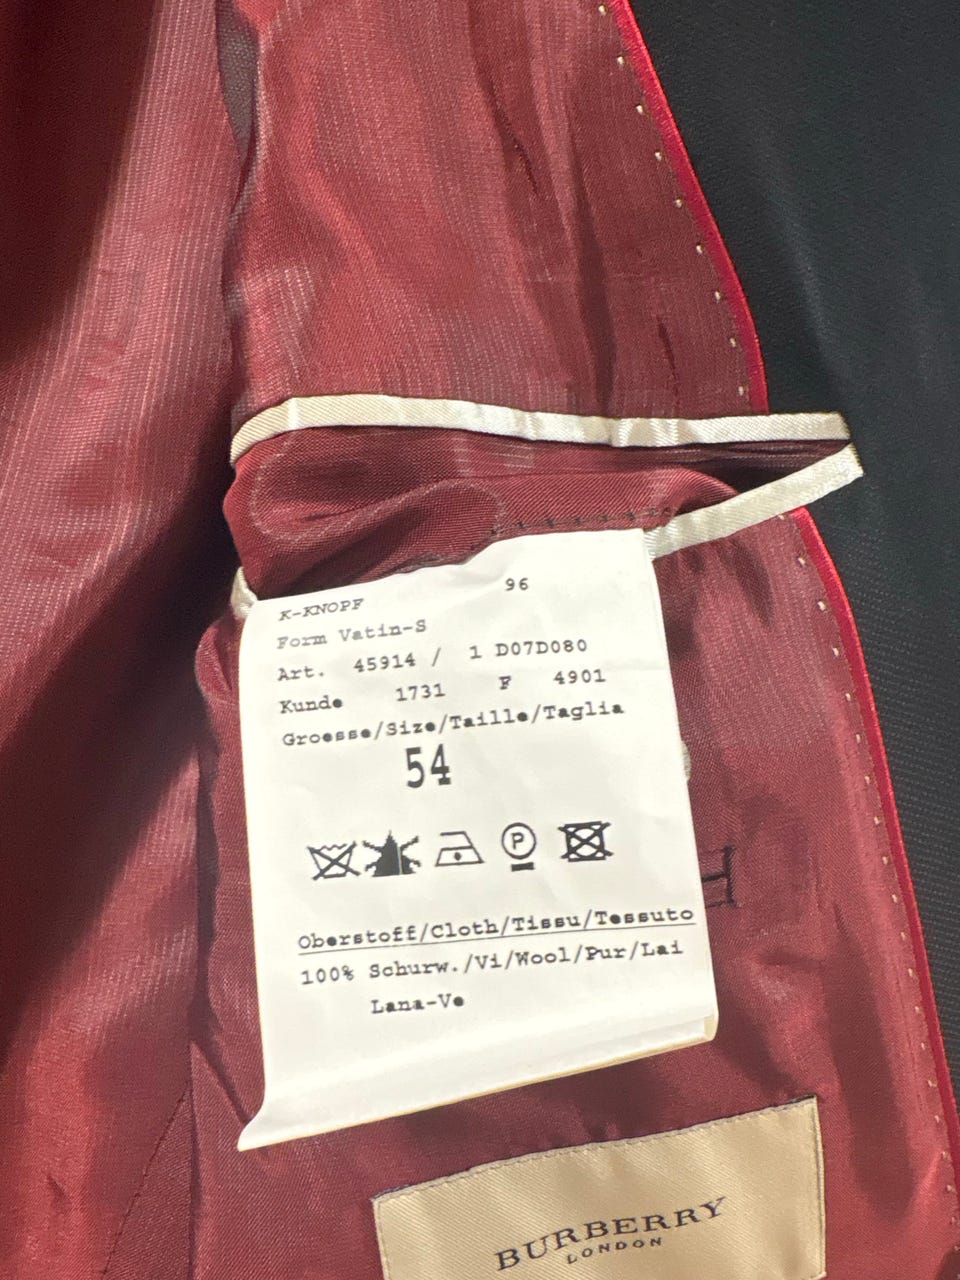 K-KNOPF 96
Form Vatin-S
Art. 45914 / 1 D07D080
Kunde 1731 F 4901
Groesse/Size/Taille/Taglia
54
P
Oberstoff/Cloth/Tissu/Tessuto
100% Schurw./Vi/Wool/Pur/Lai
Lana-Ve
BURBERRY
LONDON